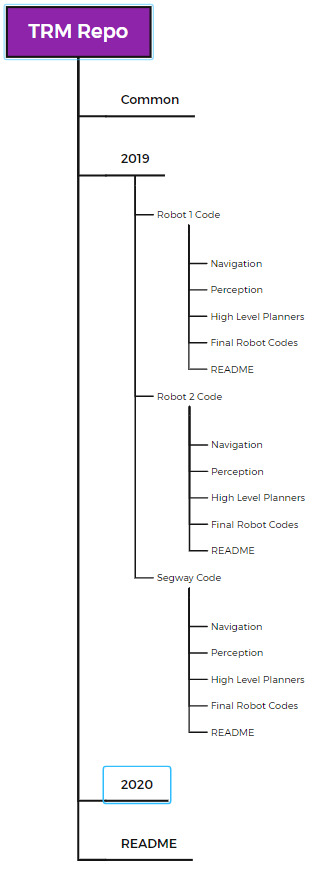 TRM Repo
Common
2019
Robot 1 Code
Navigation
Perception
High Level Planners
Final Robot Codes
README
Robot 2 Code
Navigation
Perception
High Level Planners
Final Robot Codes
README
Segway Code
Navigation
Perception
High Level Planners
Final Robot Codes
README
2020
README